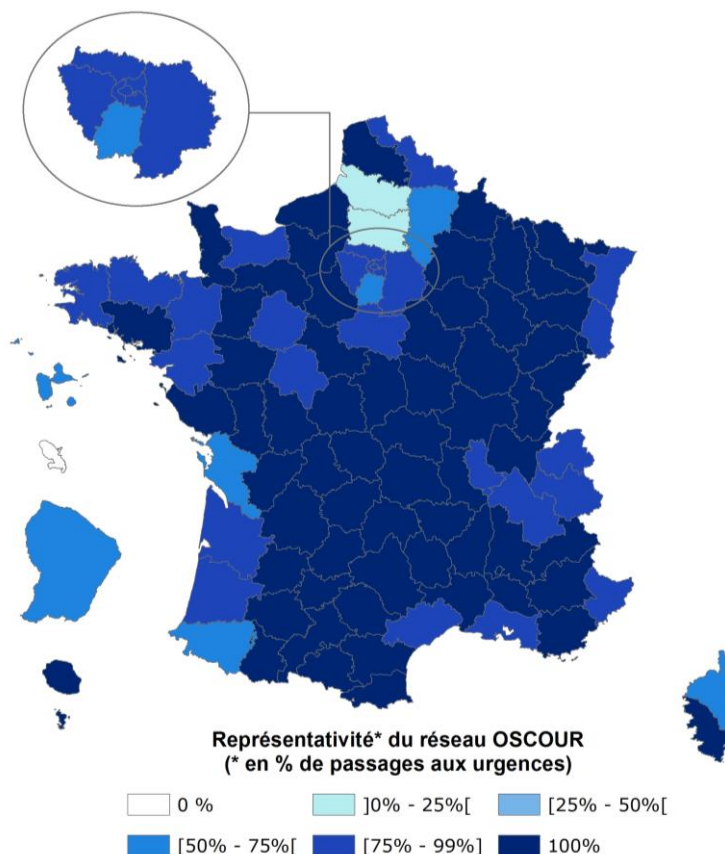 Représentativité* du réseau OSCOUR
(* en % de passages aux urgences)
0 % ]0% - 25%[ [25% - 50%[
[50% - 75%[ [75% - 99%] 100%